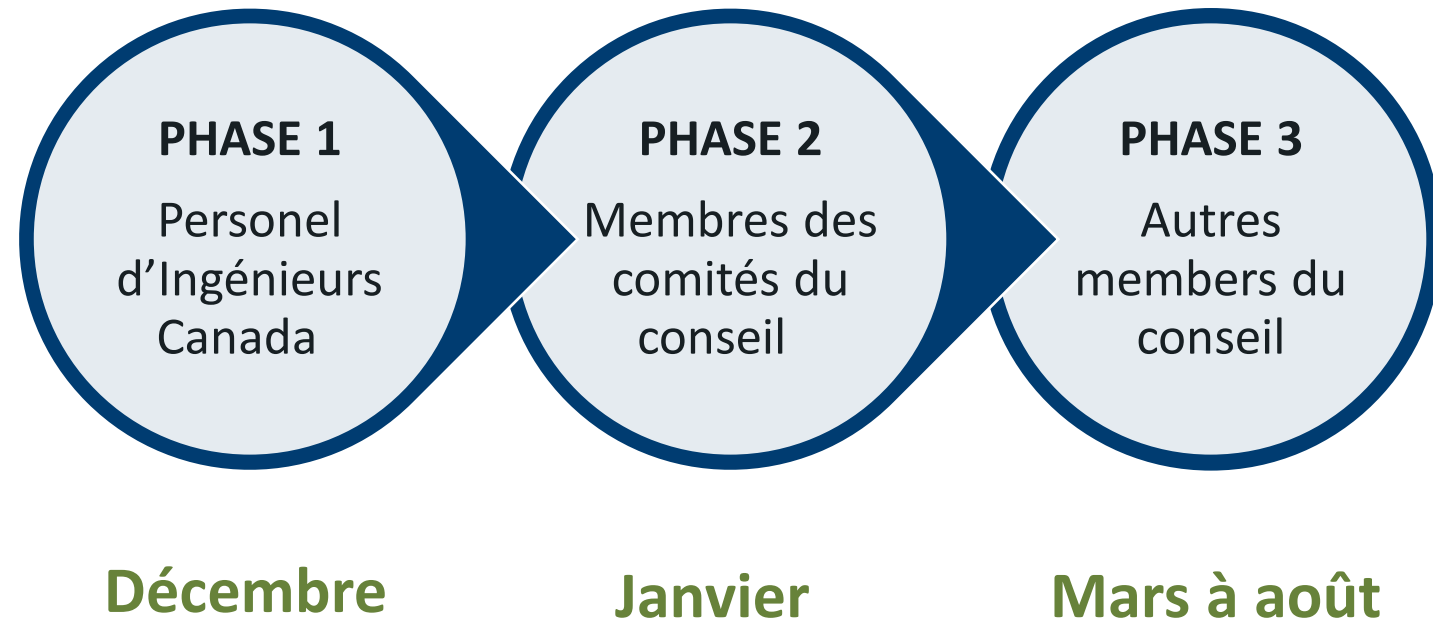 PHASE 1
Personel
d’Ingénieurs
Canada
PHASE 2
Membres des
comités du
conseil
PHASE 3
Autres
members du
conseil
Décembre
Janvier
Mars à août